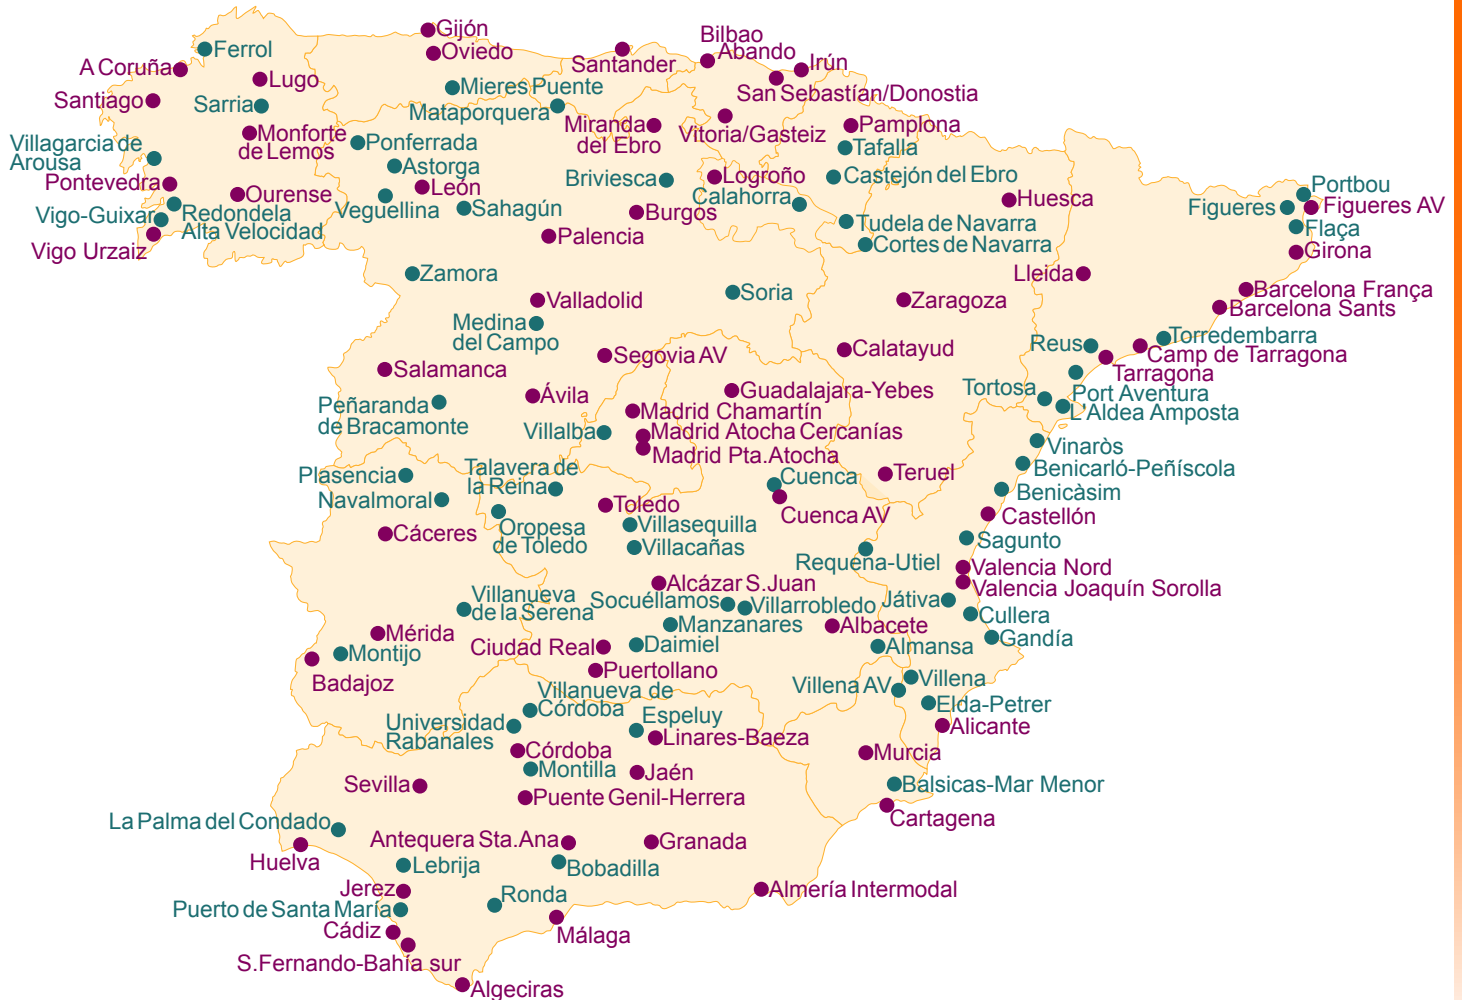 Gijón
Ferrol
Oviedo
Bilbao
Abando
Santander
Irún
A Coruña
Lugo
Mieres Puente
San Sebastían/Donostia
Santiago
Sarria
Mataporquera
Monforte
de Lemos
Ponferrada
Miranda
del Ebro
Vitoria/Gasteiz
Pamplona
Tafalla
Villagarcia de
Arousa
Astorga
Pontevedra
Ourense
León
Briviesca
Logroño
Castejón del Ebro
Calahorra
Huesca
Portbou
Figueres
Figueres AV
Vigo-Guixar
Redondela
Alta Velocidad
Veguellina
Sahagún
Burgos
Tudela de Navarra
Flaça
Vigo Urzaiz
Palencia
Cortes de Navarra
Girona
Zamora
Lleida
Valladolid
Soria
Zaragoza
Barcelona França
Barcelona Sants
Medina
del Campo
Segovia AV
Calatayud
Reus
Torredembarra
Camp de Tarragona
Tarragona
Salamanca
Ávila
Guadalajara-Yebes
Tortosa
Port Aventura
L'Aldea Amposta
Peñaranda
de Bracamonte
Madrid Chamartín
Villalba
Madrid Atocha Cercanías
Madrid Pta.Atocha
Vinaròs
Benicarló-Peñíscola
Plasencia
Talavera de
la Reina
Cuenca
Teruel
Navalmoral
Benicàsim
Toledo
Cuenca AV
Castellón
Cáceres
Oropesa
de Toledo
Villasequilla
Villacañas
Sagunto
Requena-Utiel
Valencia Nord
Valencia Joaquín Sorolla
Alcázar S.Juan
Villanueva
de la Serena
Socuéllamos
Villarrobledo
Játiva
Cullera
Mérida
Manzanares
Albacete
Gandía
Montijo
Ciudad Real
Daimiel
Almansa
Badajoz
Puertollano
Villena AV
Villena
Villanueva de
Córdoba
Elda-Petrer
Universidad
Rabanales
Espeluy
Linares-Baeza
Alicante
Córdoba
Murcia
Montilla
Jaén
Sevilla
Puente Genil-Herrera
Balsicas-Mar Menor
Cartagena
La Palma del Condado
Huelva
Antequera Sta.Ana
Granada
Lebrija
Bobadilla
Jerez
Ronda
Almería Intermodal
Puerto de Santa María
Cádiz
Málaga
S.Fernando-Bahía sur
Algeciras